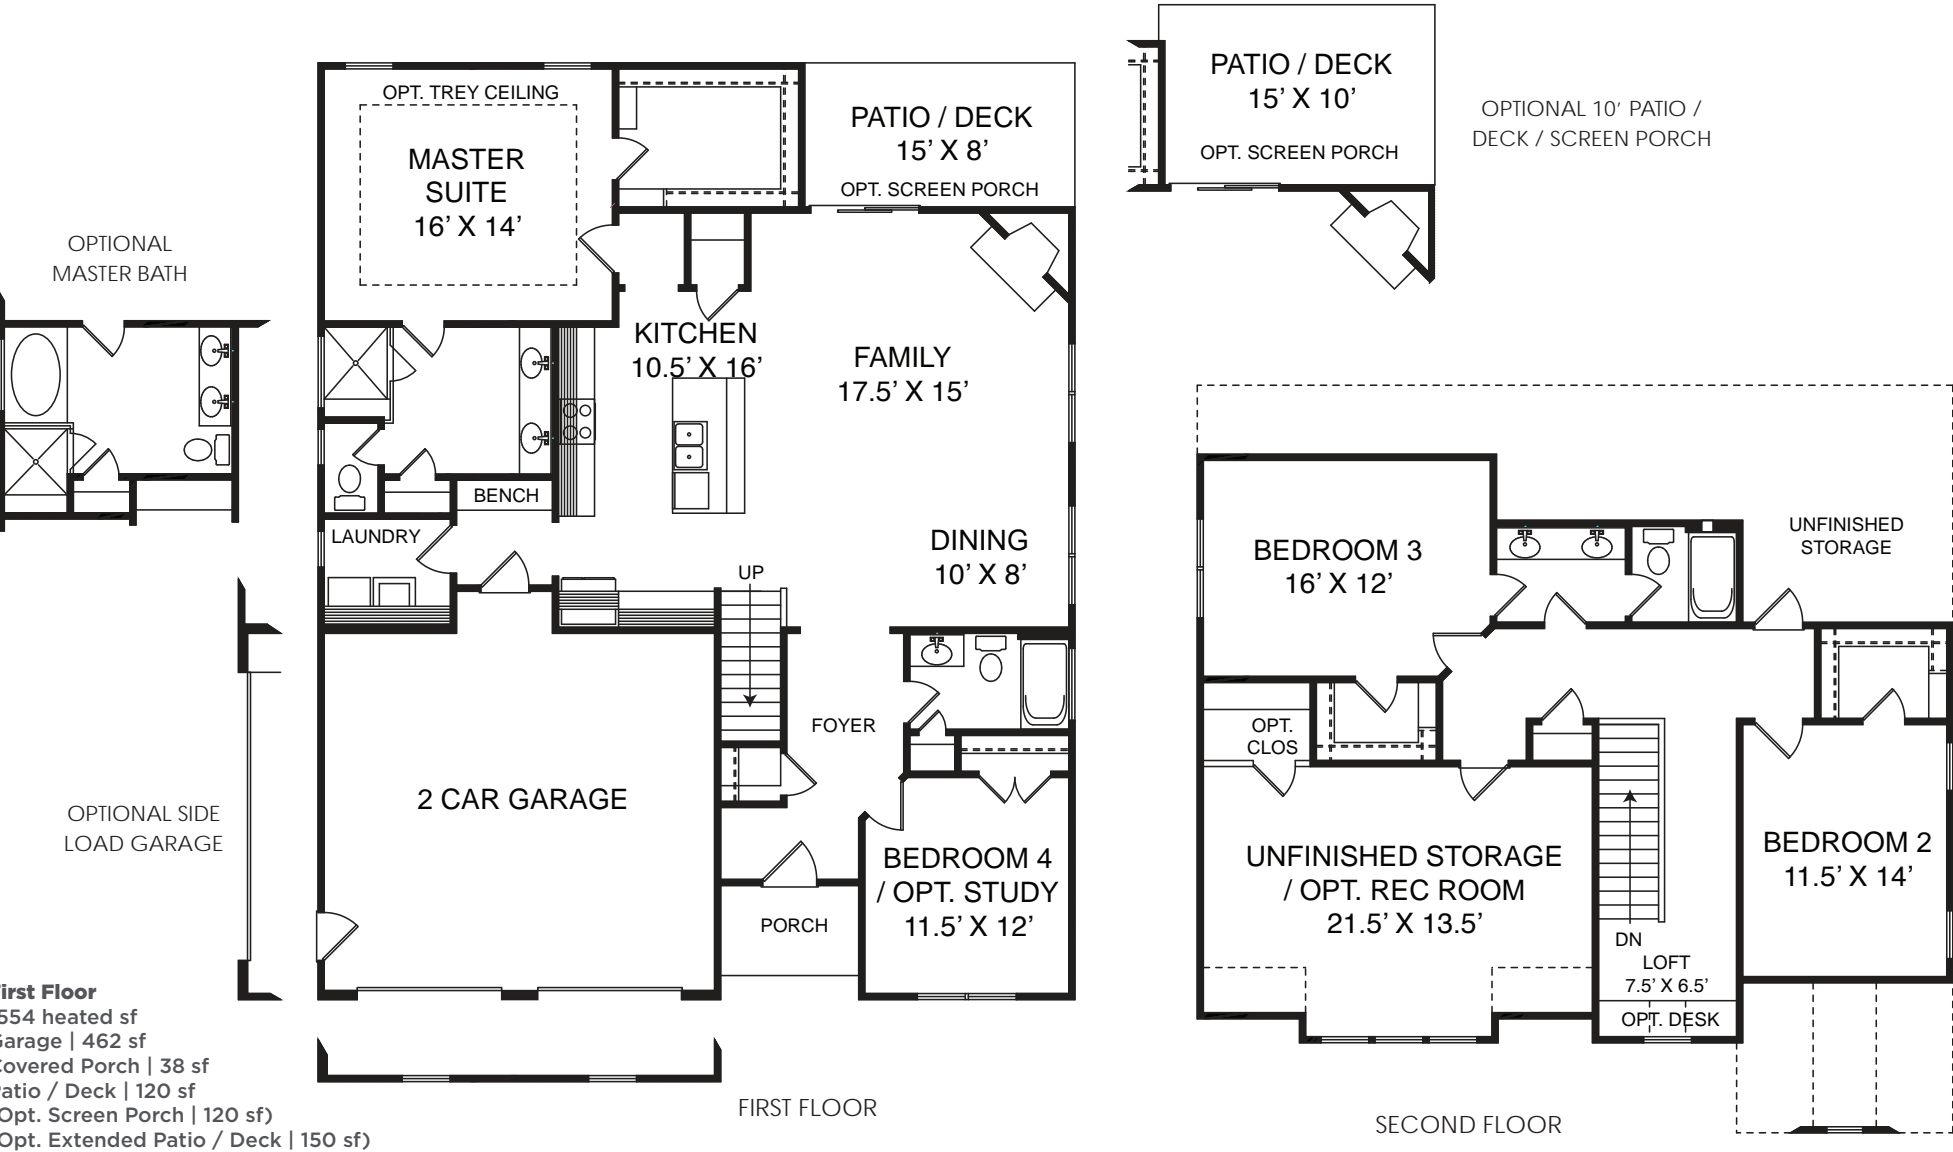 OPT. TREY CEILING
MASTER
SUITE
16’ X 14’
PATIO / DECK
15’ X 8’
OPT. SCREEN PORCH
PATIO / DECK
15’ X 10’
OPT. SCREEN PORCH
OPTIONAL 10’ PATIO /
DECK / SCREEN PORCH
OPTIONAL
MASTER BATH
KITCHEN
10.5’ X 16’
FAMILY
17.5’ X 15’
BENCH
LAUNDRY
DINING
10’ X 8’
UP
FOYER
2 CAR GARAGE
OPTIONAL SIDE
LOAD GARAGE
BEDROOM 4
/ OPT. STUDY
11.5’ X 12’
PORCH
First Floor
554 heated sf
Garage | 462 sf
Covered Porch | 38 sf
Patio / Deck | 120 sf
Opt. Screen Porch | 120 sf)
Opt. Extended Patio / Deck | 150 sf)
FIRST FLOOR
BEDROOM 3
16’ X 12’
UNFINISHED
STORAGE
OPT.
CLOS
UNFINISHED STORAGE
/ OPT. REC ROOM
21.5’ X 13.5’
BEDROOM 2
11.5’ X 14’
DN
LOFT
7.5’ X 6.5’
OPT. DESK
SECOND FLOOR